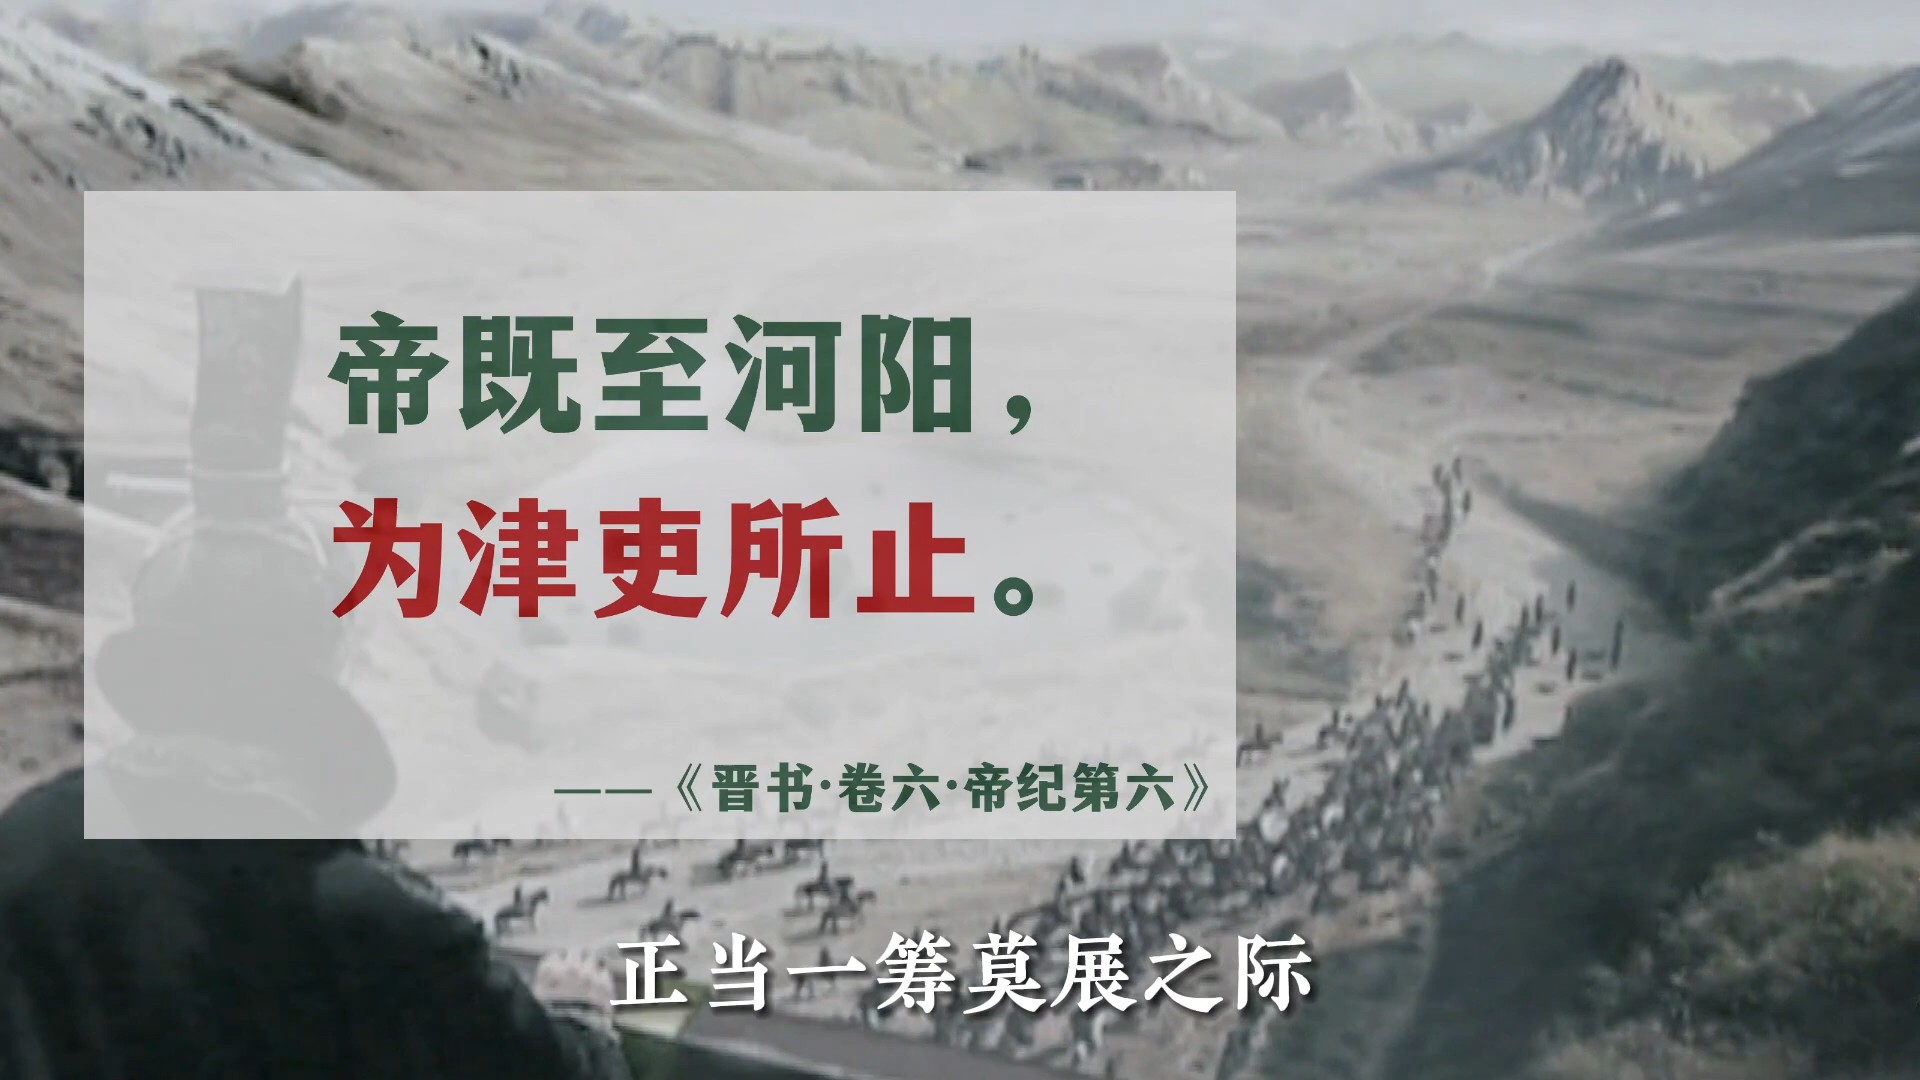 帝既至河阳，
为津吏所止。
——《晋书·卷六·帝纪第六》
正当一筹莫展之际